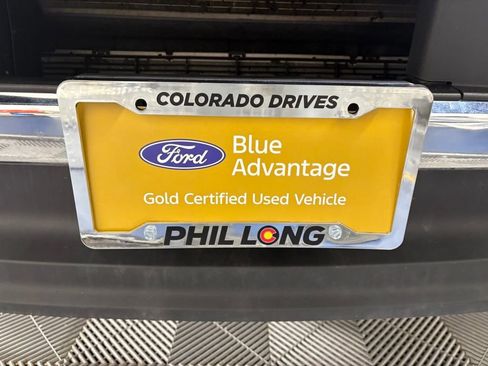 COLORADO DRIVES
Ford
Blue
Advantage
Gold Certified Used Vehicle
PHIL LONG